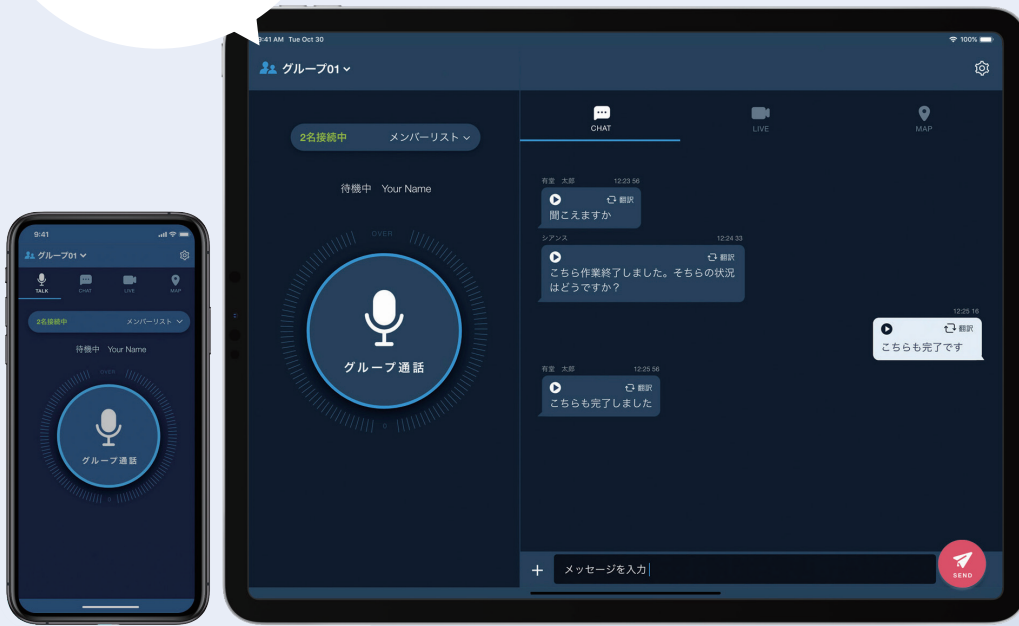 9:41
グループ01
TALK
CHAT
LIVE
MAP
2名接続中 メンバーリスト
待機中 Your Name
OVER
グループ通話
0
9:41 AM Tue Oct 30
100%
グループ01
2名接続中 メンバーリスト
待機中 Your Name
OVER
グループ通話
0
CHAT
LIVE
MAP
有室 太郎 12:23 56
翻訳
聞こえますか
シアンス 12:24 33
翻訳
こちら作業終了しました。そちらの状況
はどうですか？
12:25 16
翻訳
こちらも完了です
有室 太郎 12:25 56
翻訳
こちらも完了しました
+ メッセージを入力
SEND